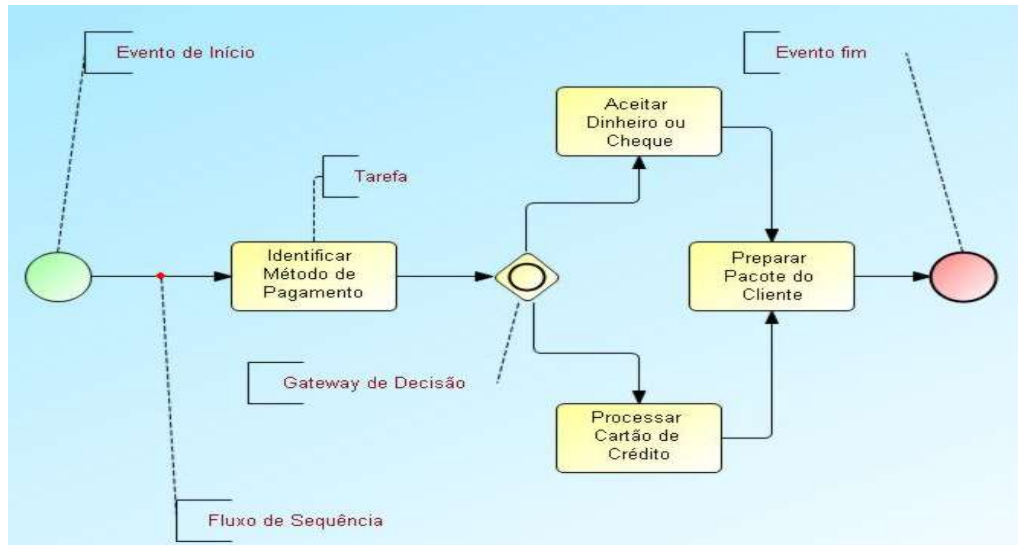 Evento de Início
Evento fim
Aceitar
Dinheiro ou
Cheque
Tarefa
Identificar
Método de
Pagamento
Preparar
Pacote do
Cliente
Gateway de Decisão
Processar
Cartão de
Crédito
Fluxo de Sequência